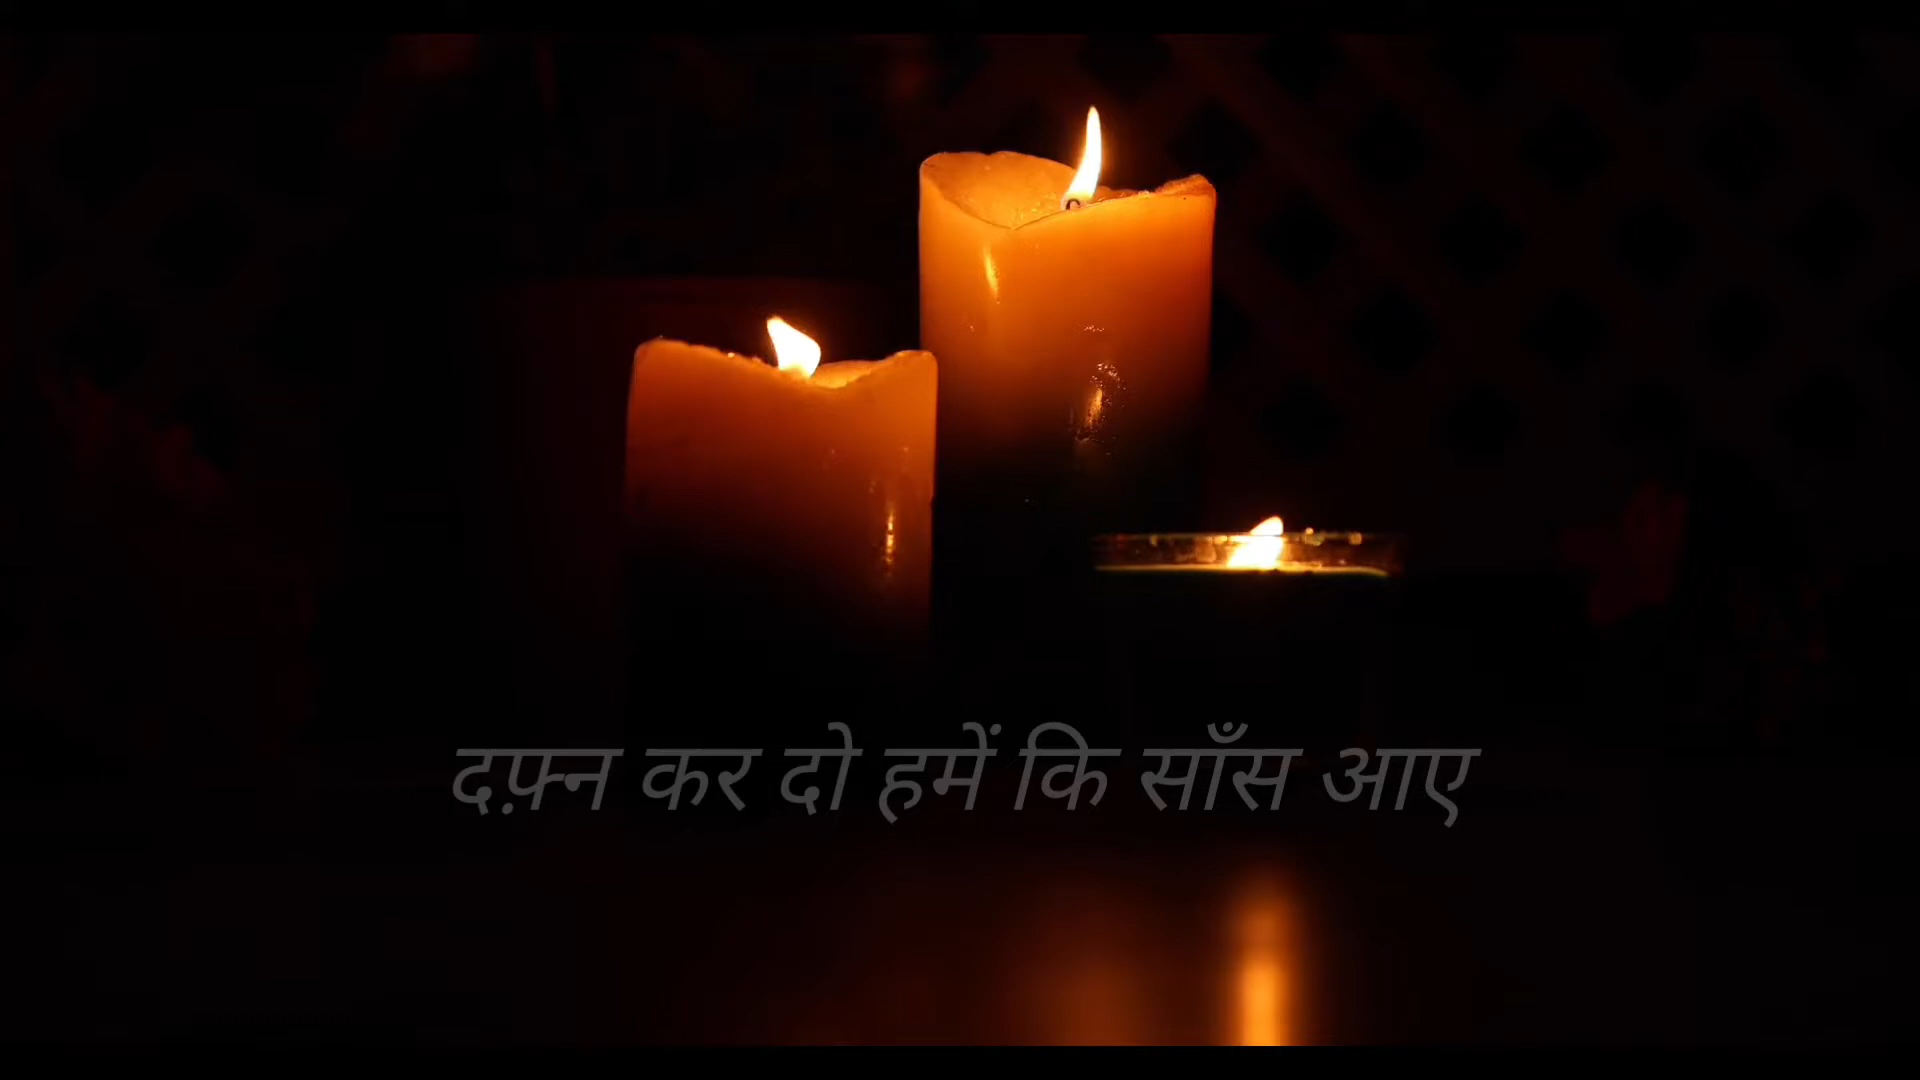 दफ़्न कर दो हमें कि साँस आए